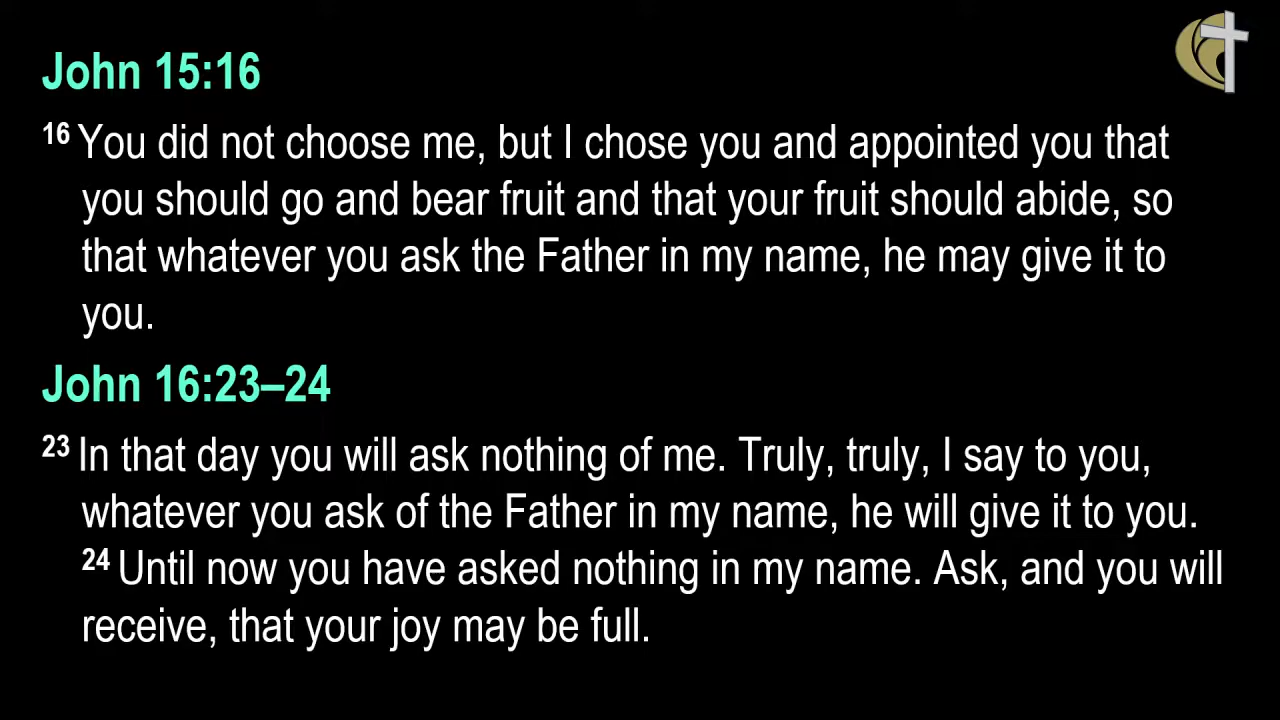 John 15:16
16 You did not choose me, but I chose you and appointed you that
you should go and bear fruit and that your fruit should abide, so
that whatever you ask the Father in my name, he may give it to
you.
John 16:23–24
23 In that day you will ask nothing of me. Truly, truly, I say to you,
whatever you ask of the Father in my name, he will give it to you.
24 Until now you have asked nothing in my name. Ask, and you will
receive, that your joy may be full.